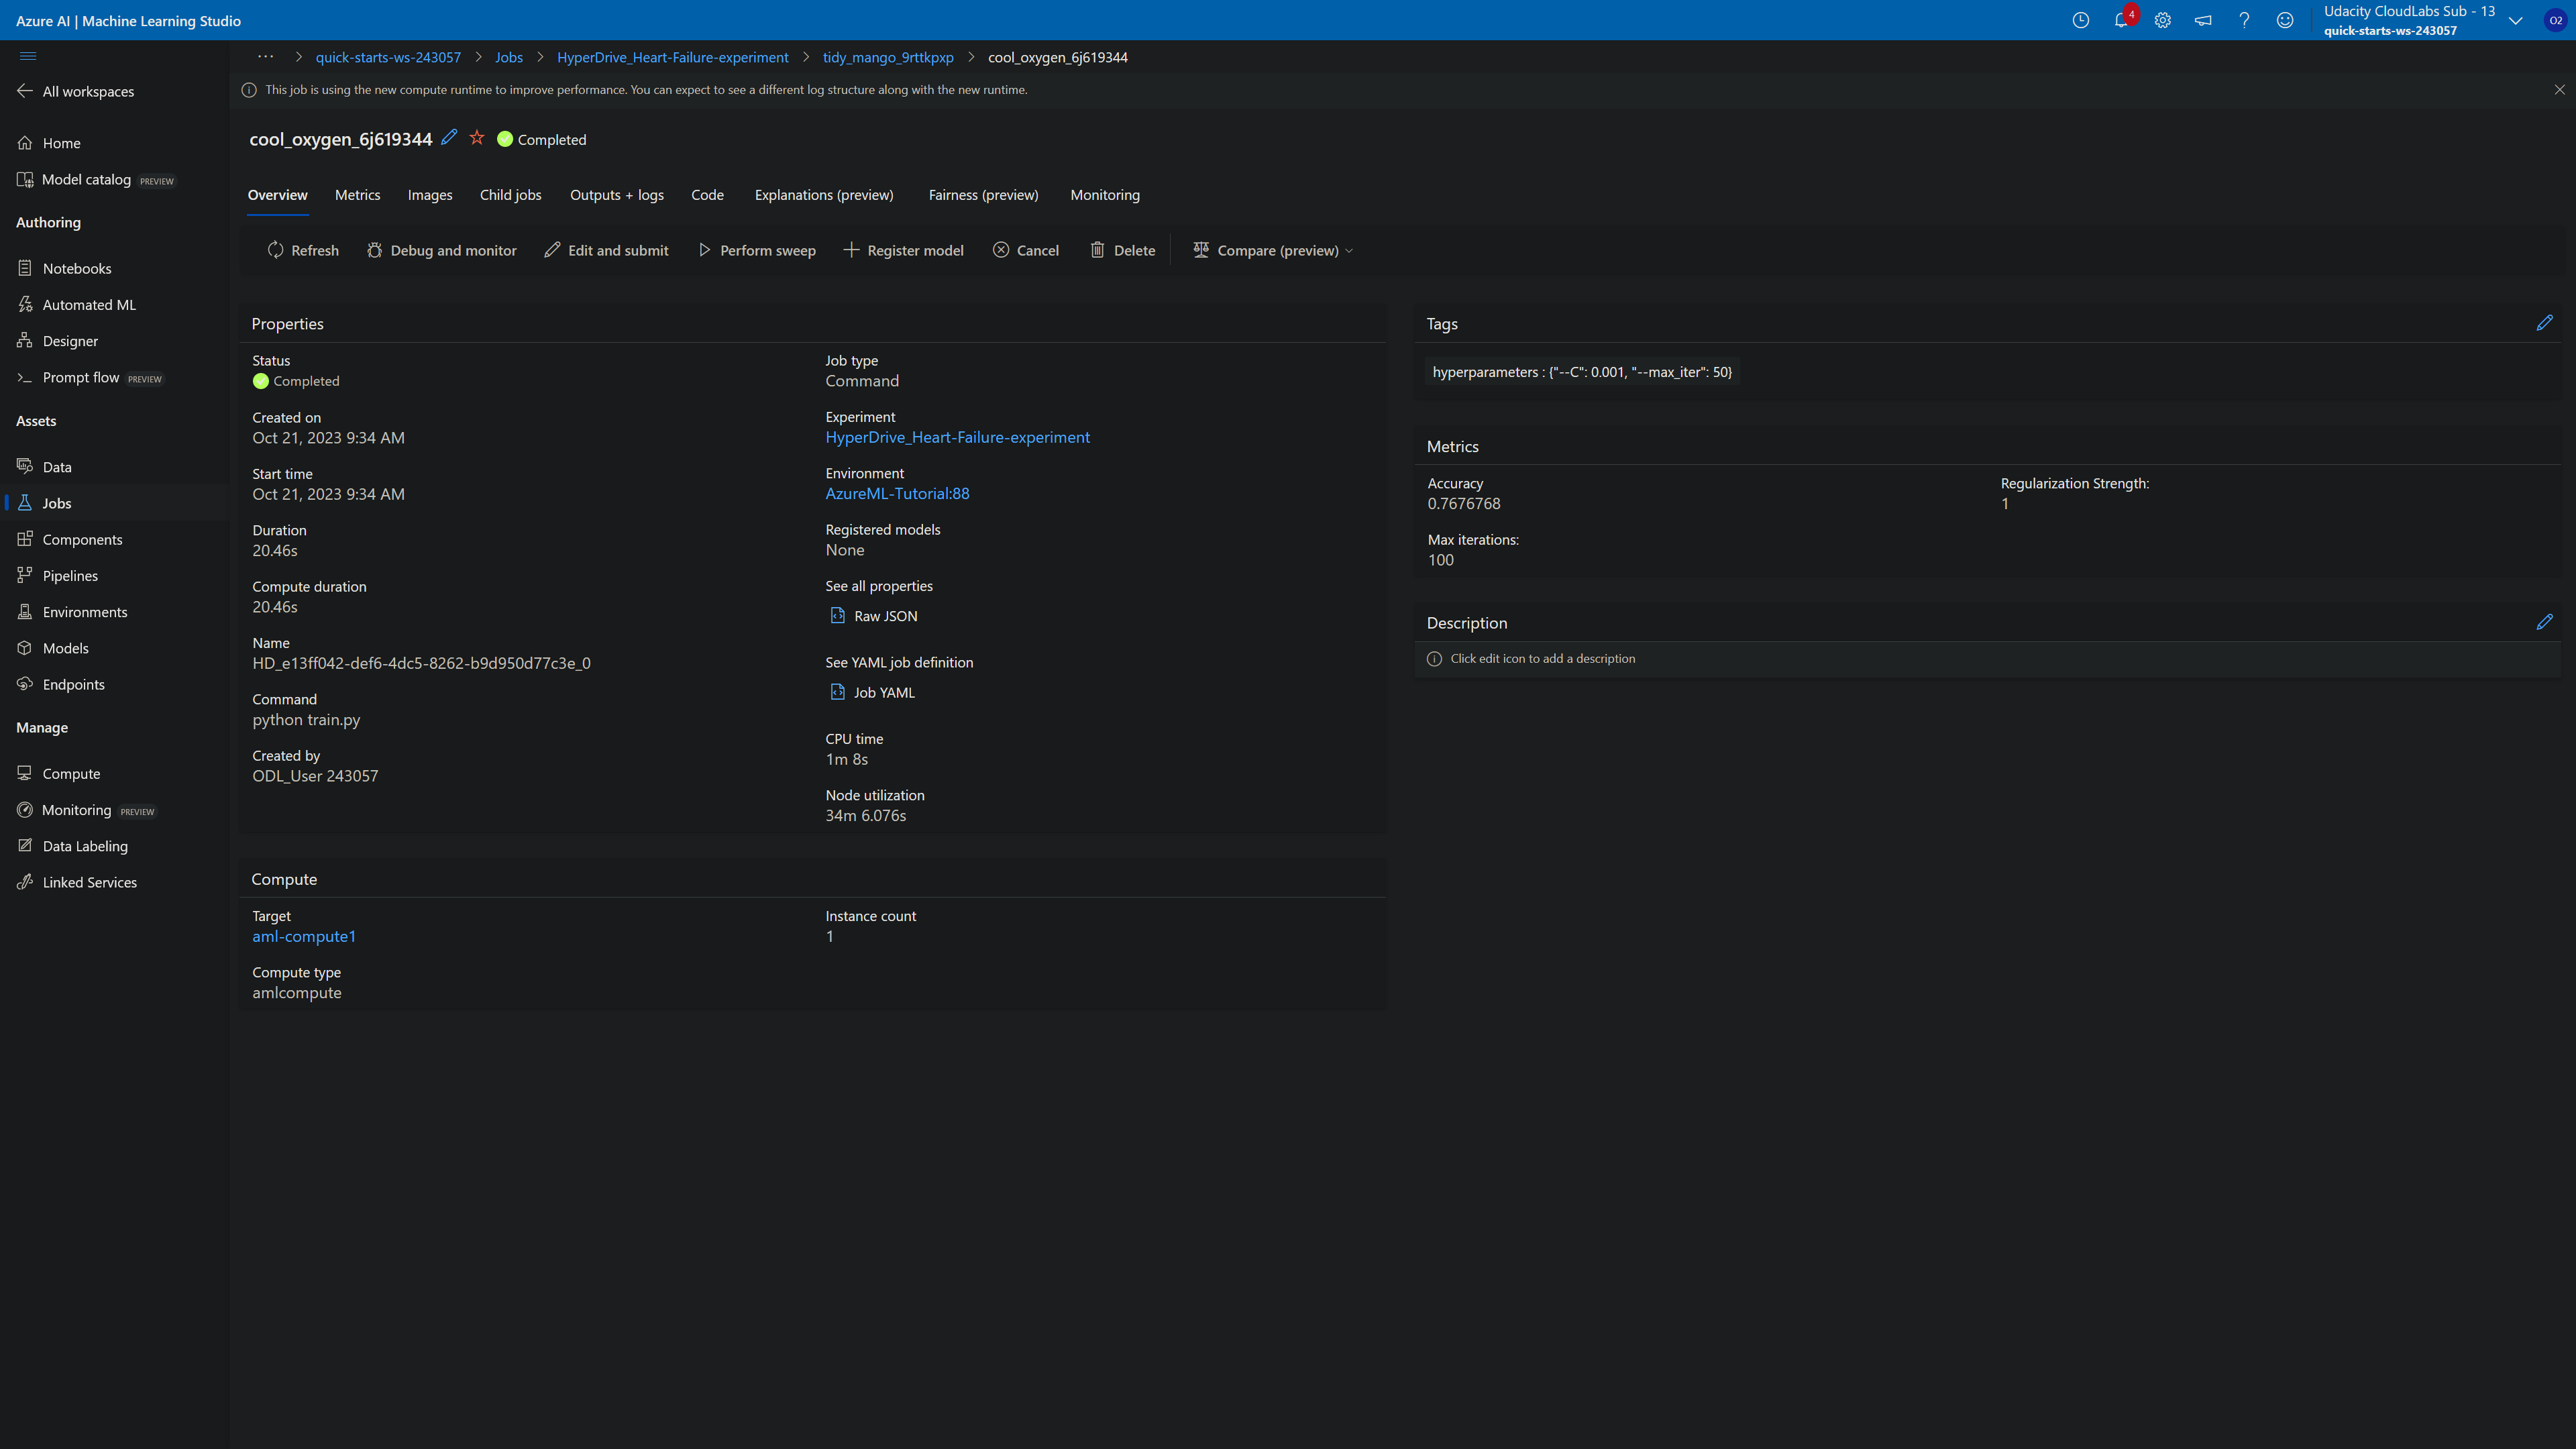 Azure AI | Machine Learning Studio
4
Udacity CloudLabs Sub - 13
quick-starts-ws-243057
O2
All workspaces
Home
Model catalog PREVIEW
Authoring
Notebooks
Automated ML
Designer
Prompt flow PREVIEW
Assets
Data
Jobs
Components
Pipelines
Environments
Models
Endpoints
Manage
Compute
Monitoring PREVIEW
Data Labeling
Linked Services
··· > quick-starts-ws-243057 > Jobs > HyperDrive_Heart-Failure-experiment > tidy_mango_9rttkpxp > cool_oxygen_6j619344
This job is using the new compute runtime to improve performance. You can expect to see a different log structure along with the new runtime.
cool_oxygen_6j619344 Completed
Overview Metrics Images Child jobs Outputs + logs Code Explanations (preview) Fairness (preview) Monitoring
Refresh Debug and monitor Edit and submit Perform sweep Register model Cancel Delete Compare (preview)
Properties
Status
Completed
Created on
Oct 21, 2023 9:34 AM
Start time
Oct 21, 2023 9:34 AM
Duration
20.46s
Compute duration
20.46s
Name
HD_e13ff042-def6-4dc5-8262-b9d950d77c3e_0
Command
python train.py
Created by
ODL_User 243057
Job type
Command
Experiment
HyperDrive_Heart-Failure-experiment
Environment
AzureML-Tutorial:88
Registered models
None
See all properties
Raw JSON
See YAML job definition
Job YAML
CPU time
1m 8s
Node utilization
34m 6.076s
Compute
Target
aml-compute1
Compute type
amlcompute
Instance count
1
Tags
hyperparameters : {"--C": 0.001, "--max_iter": 50}
Metrics
Accuracy
0.7676768
Max iterations:
100
Regularization Strength:
1
Description
Click edit icon to add a description